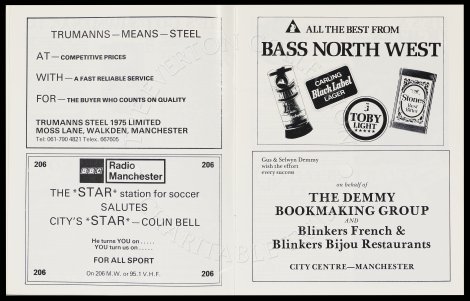 TRUMANNS—MEANS—STEEL
AT — COMPETITIVE PRICES
WITH — A FAST RELIABLE SERVICE
FOR — THE BUYER WHO COUNTS ON QUALITY
TRUMANNS STEEL 1975 LIMITED
MOSS LANE, WALKDEN, MANCHESTER
Tel: 061-790 4821 Telex. 667605
206
BBC
Radio
Manchester
206
THE *STAR* station for soccer
SALUTES
CITY'S *STAR* — COLIN BELL
He turns YOU on .....
YOU turn us on .....
FOR ALL SPORT
206
On 206 M.W. or 95.1 V.H.F.
206
ALL THE BEST FROM
BASS NORTH WEST
CARLING
Black Label
LAGER
TOBY
LIGHT
Stones
Best
Bitter
Gus & Selwyn Demmy
wish the effort
every success
on behalf of
THE DEMMY
BOOKMAKING GROUP
AND
Blinkers French &
Blinkers Bijou Restaurants
CITY CENTRE—MANCHESTER
EVERTON
CHARITABLE